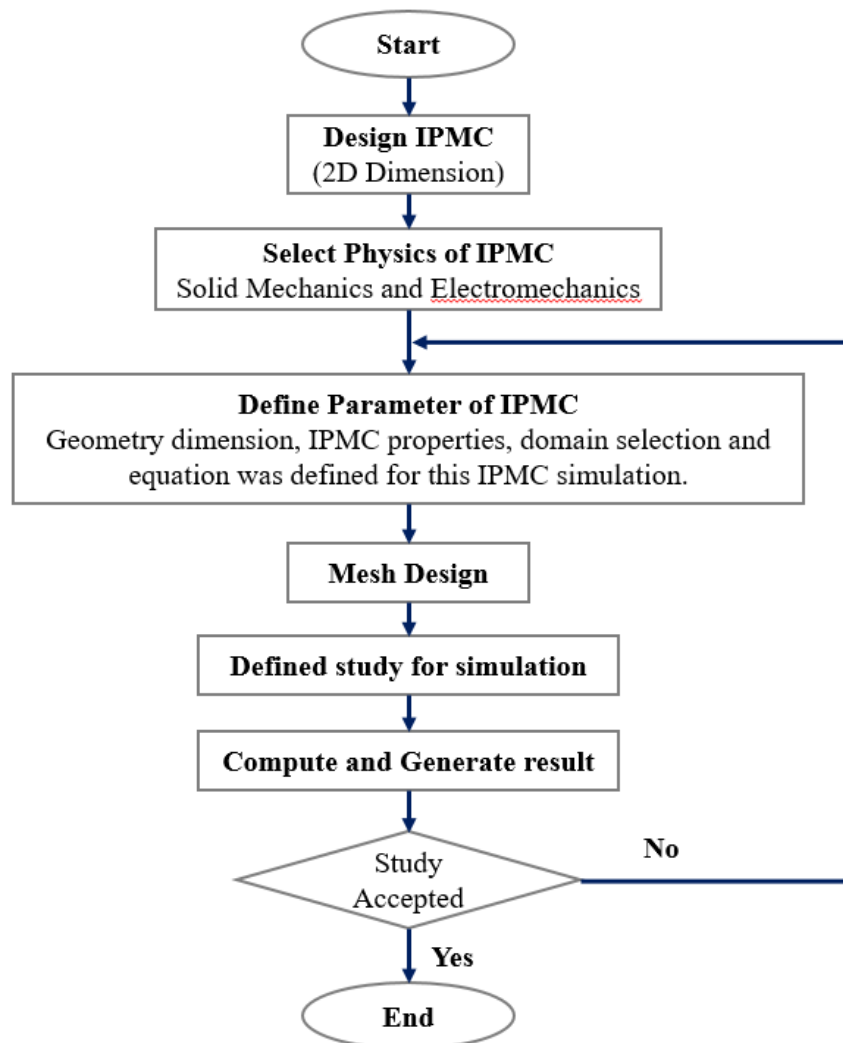 Start
Design IPMC
(2D Dimension)
Select Physics of IPMC
Solid Mechanics and Electromechanics
Define Parameter of IPMC
Geometry dimension, IPMC properties, domain selection and
equation was defined for this IPMC simulation.
Mesh Design
Defined study for simulation
Compute and Generate result
Study
Accepted
No
Yes
End